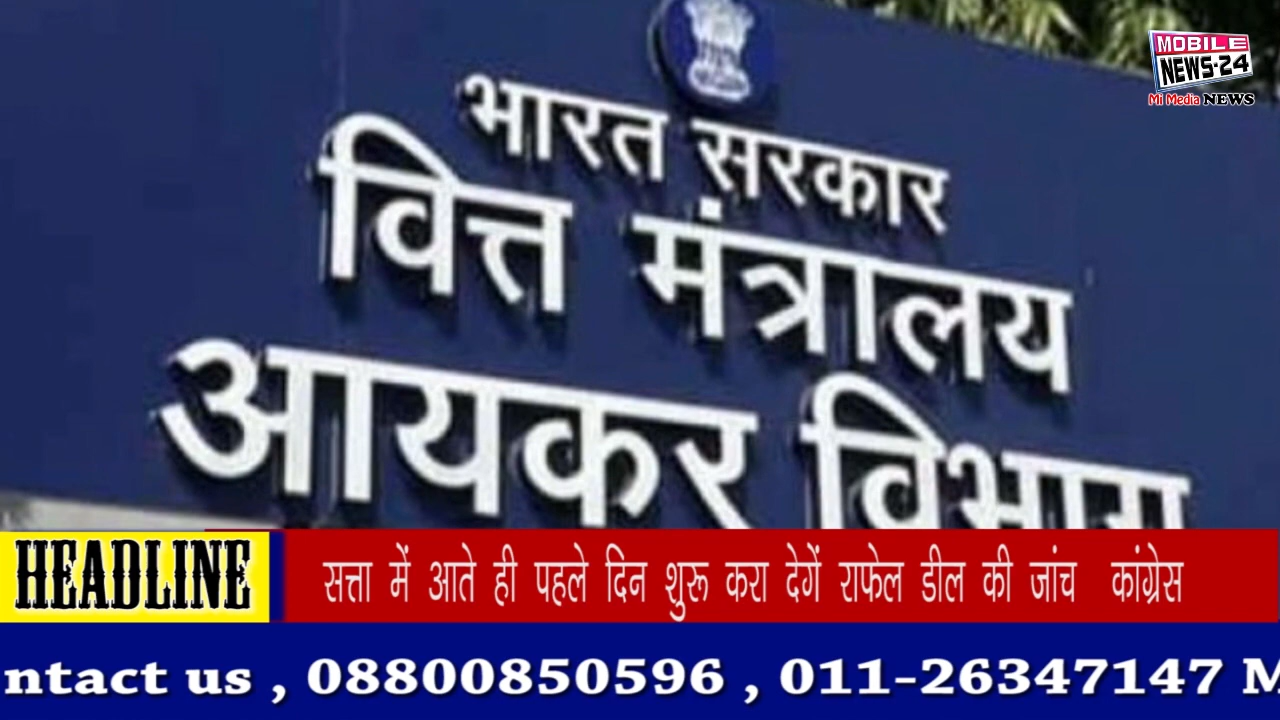 MOBILE
NEWS-24
Mi Media NEWS
भारत सरकार
वित्त मंत्रालय
आयकर विभाग
HEADLINE
सत्ता में आते ही पहले दिन शुरू करा देगें राफेल डील की जांच कांग्रेस
ntact us , 08800850596 , 011-26347147 M